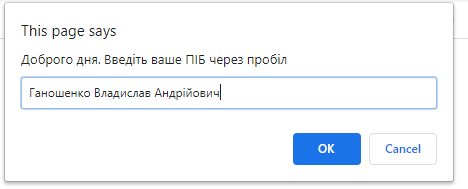 This page says
Доброго дня. Введіть ваше ПІБ через пробіл
Ганошенко Владислав Андрійович
OK
Cancel